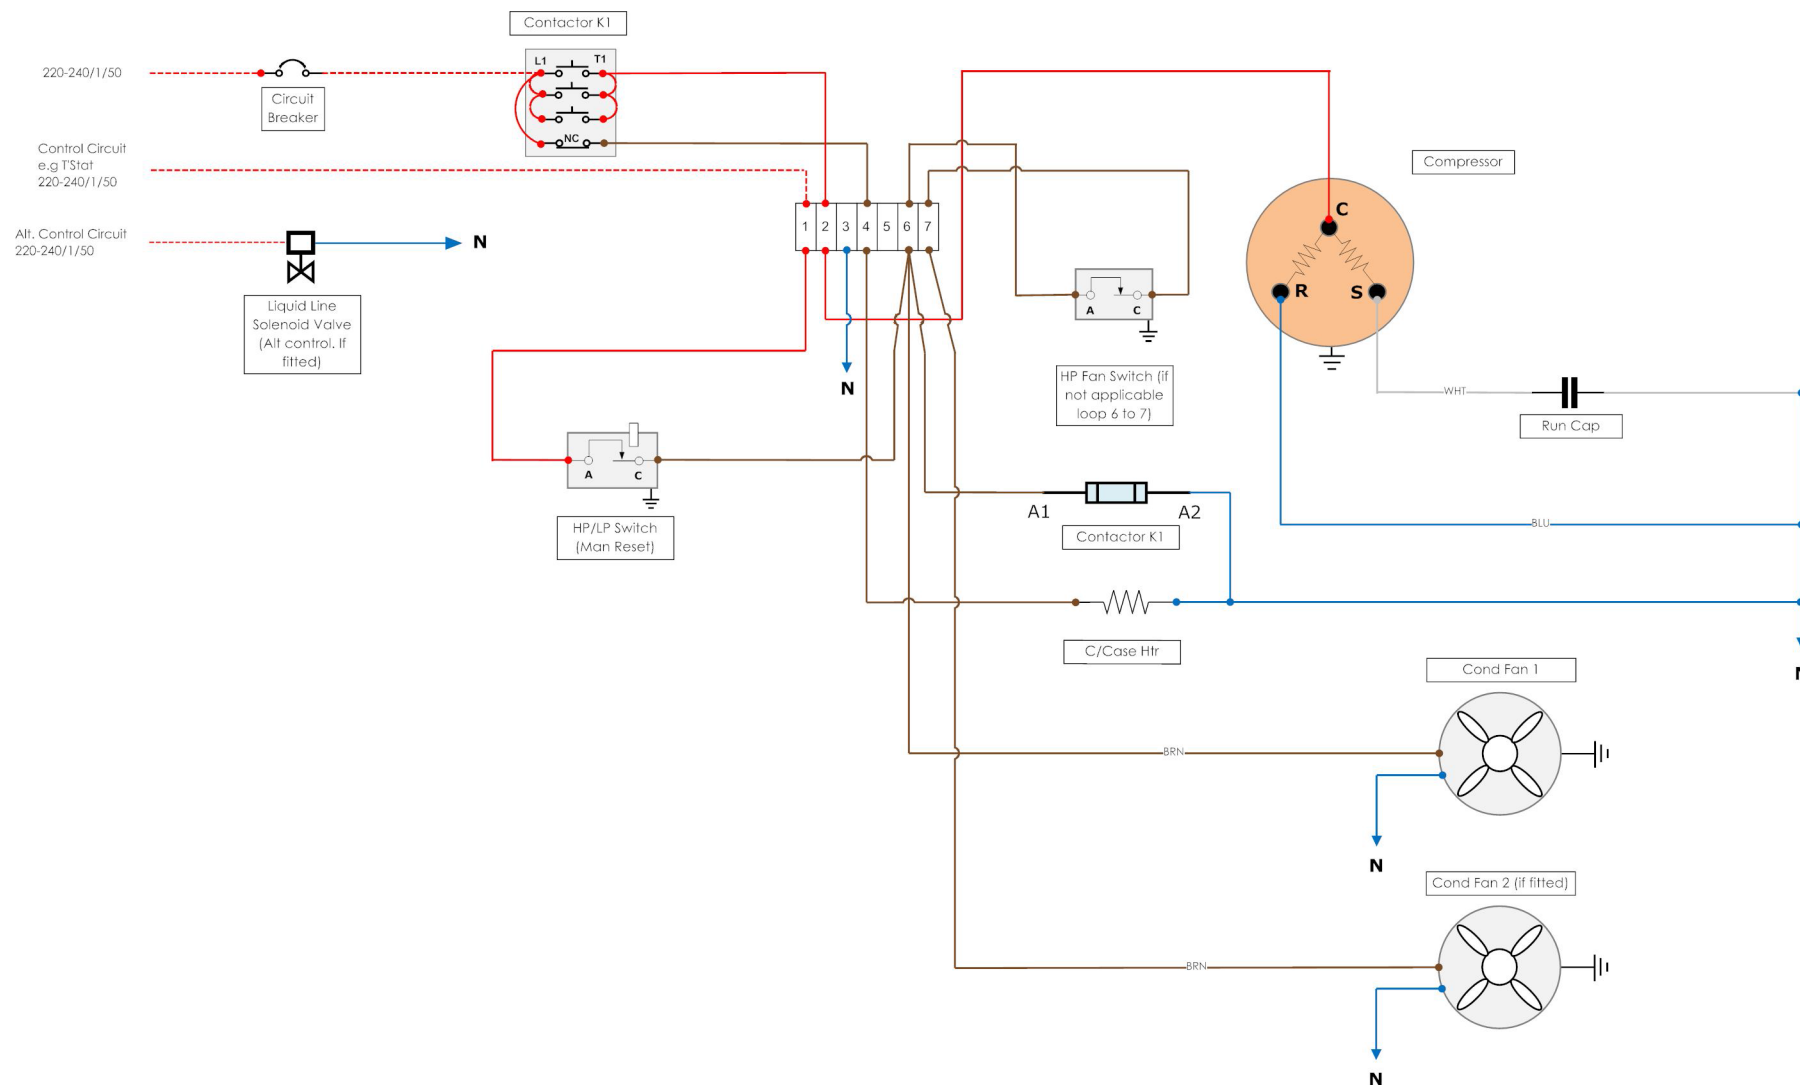 Contactor K1
L1
T1
NC
220-240/1/50
Circuit
Breaker
Control Circuit
e.g T'Stat
220-240/1/50
Alt. Control Circuit
220-240/1/50
N
Liquid Line
Solenoid Valve
(Alt control. If
fitted)
1 2 3 4 5 6 7
N
Compressor
C
R
S
A
C
HP Fan Switch (if
not applicable
loop 6 to 7)
WHT
Run Cap
A
C
HP/LP Switch
(Man Reset)
A1
A2
Contactor K1
BLU
C/Case Htr
Cond Fan 1
BRN
N
Cond Fan 2 (if fitted)
BRN
N